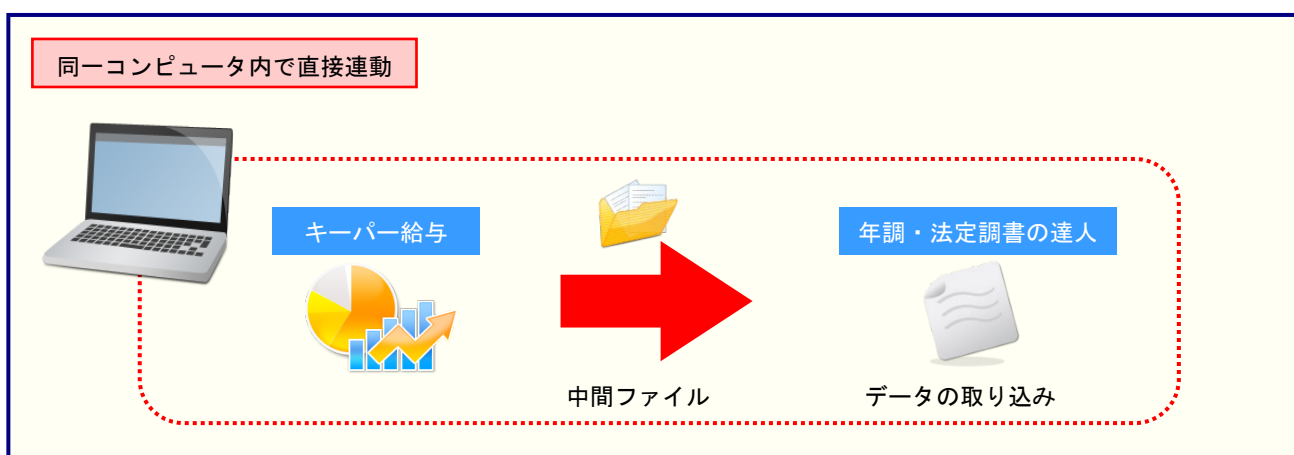 同一コンピュータ内で直接連動
キーパー給与
年調・法定調書の達人
中間ファイル
データの取り込み